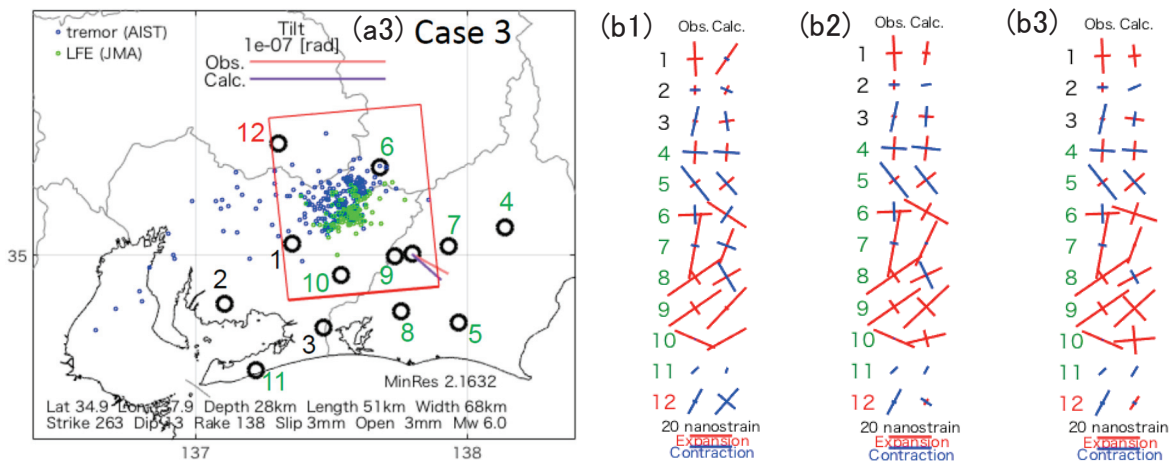 (a3) Case 3
tremor (AIST)
LFE (JMA)
Tilt
1e-07 [rad]
Obs.
Calc.
12
6
4
7
1
9
10
2
8
5
3
11
35
MinRes 2.1632
Lat 34.9 37.9 Depth 28km Length 51km Width 68km
Strike 263 Rake 138 Slip 3mm Open 3mm Mw 6.0
137
138
(b1)
Obs. Calc.
1
2
3
4
5
6
7
8
9
10
11
12
20 nanostrain
Expansion
Contraction
(b2)
Obs. Calc.
1
2
3
4
5
6
7
8
9
10
11
12
20 nanostrain
Expansion
Contraction
(b3)
Obs. Calc.
1
2
3
4
5
6
7
8
9
10
11
12
20 nanostrain
Expansion
Contraction